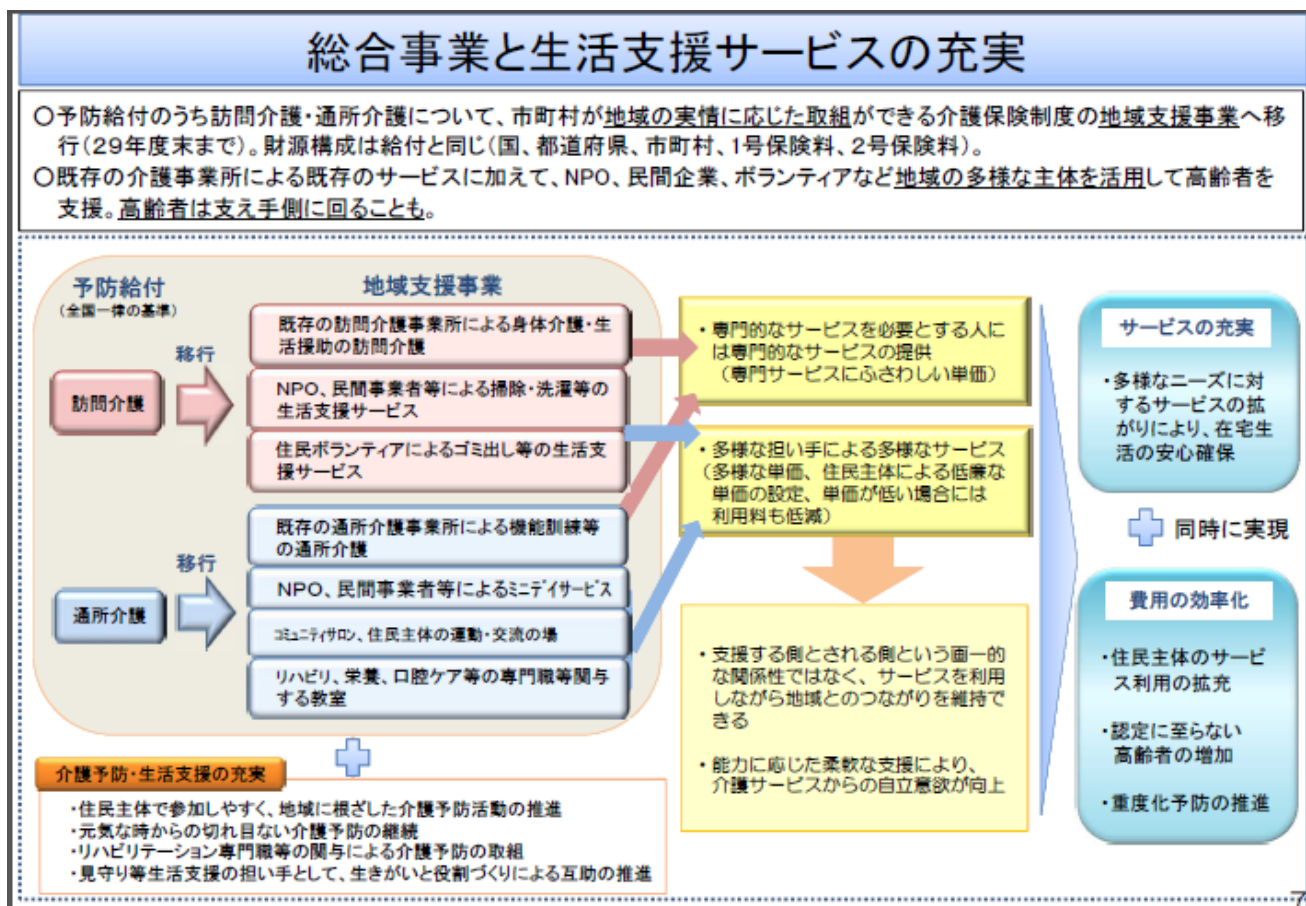 総合事業と生活支援サービスの充実
○予防給付のうち訪問介護・通所介護について、市町村が地域の実情に応じた取組ができる介護保険制度の地域支援事業へ移
行(29年度末まで)。財源構成は給付と同じ(国、都道府県、市町村、1号保険料、2号保険料)。
○既存の介護事業所による既存のサービスに加えて、NPO、民間企業、ボランティアなど地域の多様な主体を活用して高齢者を
支援。高齢者は支え手側に回ることも。
予防給付
(全国一律の基準)
地域支援事業
移行
訪問介護
既存の訪問介護事業所による身体介護・生
活援助の訪問介護
NPO、民間事業者等による掃除・洗濯等の
生活支援サービス
住民ボランティアによるゴミ出し等の生活支
援サービス
移行
通所介護
既存の通所介護事業所による機能訓練等
の通所介護
NPO、民間事業者等によるミニデイサービス
コミュニティサロン、住民主体の運動・交流の場
リハビリ、栄養、口腔ケア等の専門職等関与
する教室
介護予防・生活支援の充実
・住民主体で参加しやすく、地域に根ざした介護予防活動の推進
・元気な時からの切れ目ない介護予防の継続
・リハビリテーション専門職等の関与による介護予防の取組
・見守り等生活支援の担い手として、生きがいと役割づくりによる互助の推進
・専門的なサービスを必要とする人に
は専門的なサービスの提供
(専門サービスにふさわしい単価)
・多様な担い手による多様なサービス
(多様な単価、住民主体による低廉な
単価の設定、単価が低い場合には
利用料も低減)
・支援する側とされる側という画一的
な関係性ではなく、サービスを利用
しながら地域とのつながりを維持で
きる
・能力に応じた柔軟な支援により、
介護サービスからの自立意欲が向上
サービスの充実
・多様なニーズに対
するサービスの拡
がりにより、在宅生
活の安心確保
同時に実現
費用の効率化
・住民主体のサービ
ス利用の拡充
・認定に至らない
高齢者の増加
・重度化予防の推進
7